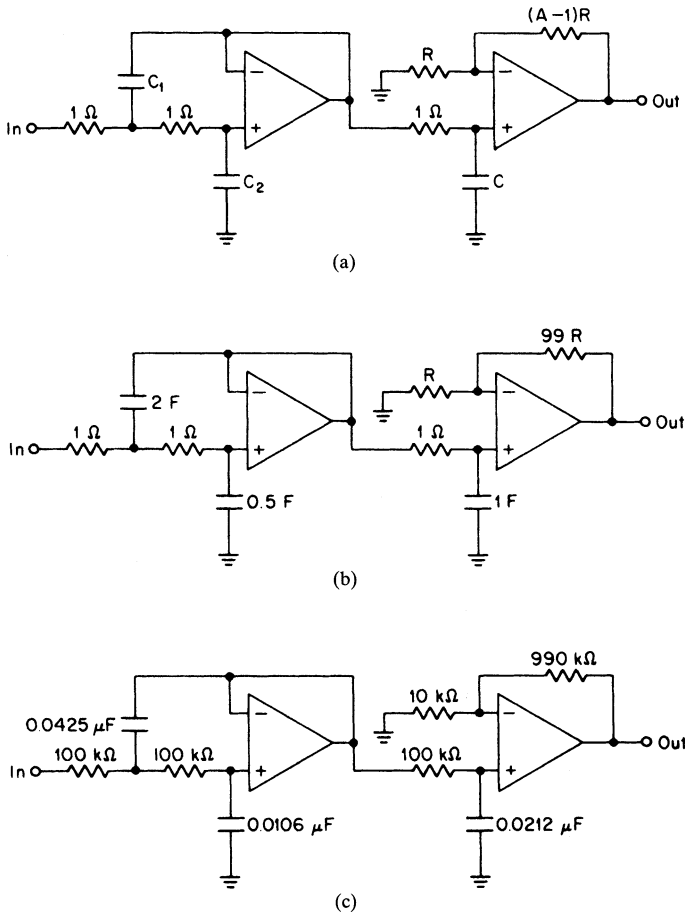 (A −1)R
R
C₁
−
−
1 Ω
1 Ω
1 Ω
In
+
+
Out
C₂
C
(a)
99 R
R
2 F
−
−
1 Ω
1 Ω
1 Ω
In
+
+
Out
0.5 F
1 F
(b)
990 kΩ
10 kΩ
0.0425 μF
−
−
100 kΩ
100 kΩ
100 kΩ
In
+
+
Out
0.0106 μF
0.0212 μF
(c)